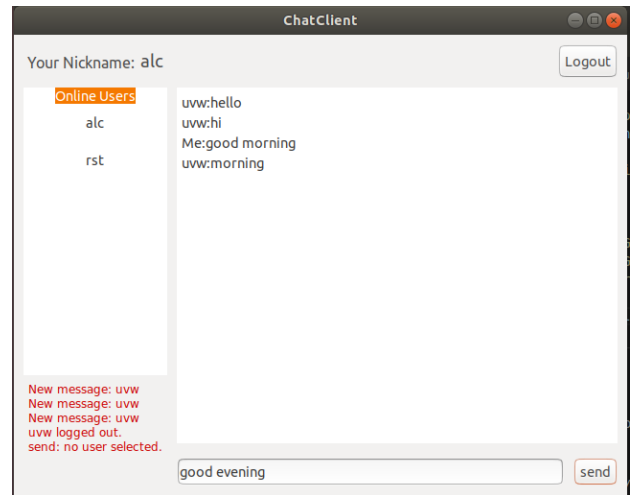 ChatClient
Your Nickname: alc
Logout
Online Users
alc
rst
uvw:hello
uvw:hi
Me:good morning
uvw:morning
New message: uvw
New message: uvw
New message: uvw
uvw logged out.
send: no user selected.
good evening
send